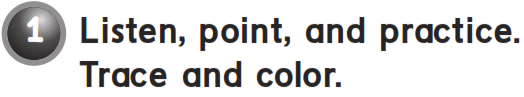 1 Listen, point, and practice.
Trace and color.